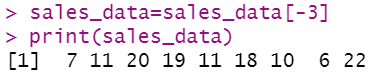 > sales_data=sales_data[-3]
> print(sales_data)
[1]  7 11 20 19 11 18 10  6 22